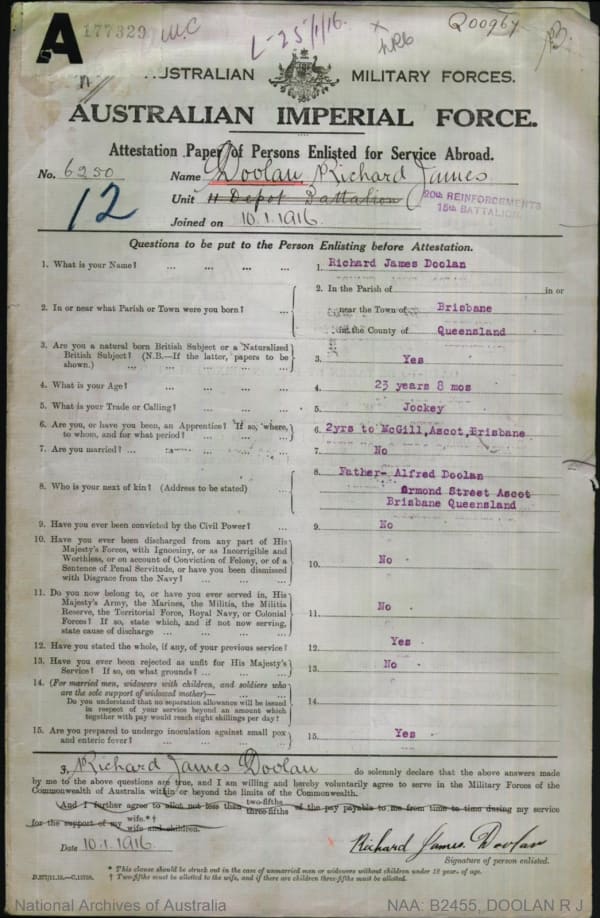 A 177329 M.C L-25/1/16. Q00967
AUSTRALIAN MILITARY FORCES.
AUSTRALIAN IMPERIAL FORCE.
Attestation Paper of Persons Enlisted for Service Abroad.
No. 6250 Name Doolan Richard James
12 Unit 11 Depot Battalion 20th REINFORCEMENTS
15th BATTALION
Joined on 10.1.1916
Questions to be put to the Person Enlisting before Attestation.
1. What is your Name? ... ... ... ... 1. Richard James Doolan
2. In the Parish of in or
2. In or near what Parish or Town were you born? ... near the Town of Brisbane
in the County of Queensland
3. Are you a natural born British Subject or a Naturalized
British Subject? (N.B.—If the latter, papers to be
shown.) ... ... ... ... 3. Yes
4. What is your Age? ... ... ... ... 4. 23 years 8 mos
5. What is your Trade or Calling? ... ... ... 5. Jockey
6. Are you, or have you been, an Apprentice? If so, where,
to whom, and for what period? ... ... ... 6. 2yrs to McGill,Ascot,Brisbane
7. Are you married? ... ... ... ... 7. No
8. Father- Alfred Doolan
8. Who is your next of kin? (Address to be stated) ... Ormond Street Ascot
Brisbane Queensland
9. Have you ever been convicted by the Civil Power? ... 9. No
10. Have you ever been discharged from any part of His
Majesty's Forces, with Ignominy, or as Incorrigible and
Worthless, or on account of Conviction of Felony, or of a
Sentence of Penal Servitude, or have you been dismissed
with Disgrace from the Navy? ... ... ... 10. No
11. Do you now belong to, or have you ever served in, His
Majesty's Army, the Marines, the Militia, the Militia
Reserve, the Territorial Force, Royal Navy, or Colonial
Forces? If so, state which, and if not now serving,
state cause of discharge ... ... ... 11. No
12. Have you stated the whole, if any, of your previous service? 12. Yes
13. Have you ever been rejected as unfit for His Majesty's
Service? If so, on what grounds? ... ... 13. No
14. (For married men, widowers with children, and soldiers who
are the sole support of widowed mother)—
Do you understand that no separation allowance will be issued
in respect of your service beyond an amount which
together with pay would reach eight shillings per day? 14.
15. Are you prepared to undergo inoculation against small pox
and enteric fever? ... ... ... ... 15. Yes
I, Richard James Doolan do solemnly declare that the above answers made
by me to the above questions are true, and I am willing and hereby voluntarily agree to serve in the Military Forces of the
Commonwealth of Australia within or beyond the limits of the Commonwealth.
And I further agree to allot not less than two-fifths three-fifths of the pay payable to me from time to time during my service
for the support of my wife.*† wife and children.
Date 10.1.1916. Richard James Doolan
Signature of person enlisted.
* This clause should be struck out in the case of unmarried men or widowers without children under 18 years of age.
† Two-fifths must be allotted to the wife, and if there are children three-fifths must be allotted.
National Archives of Australia NAA: B2455, DOOLAN R J